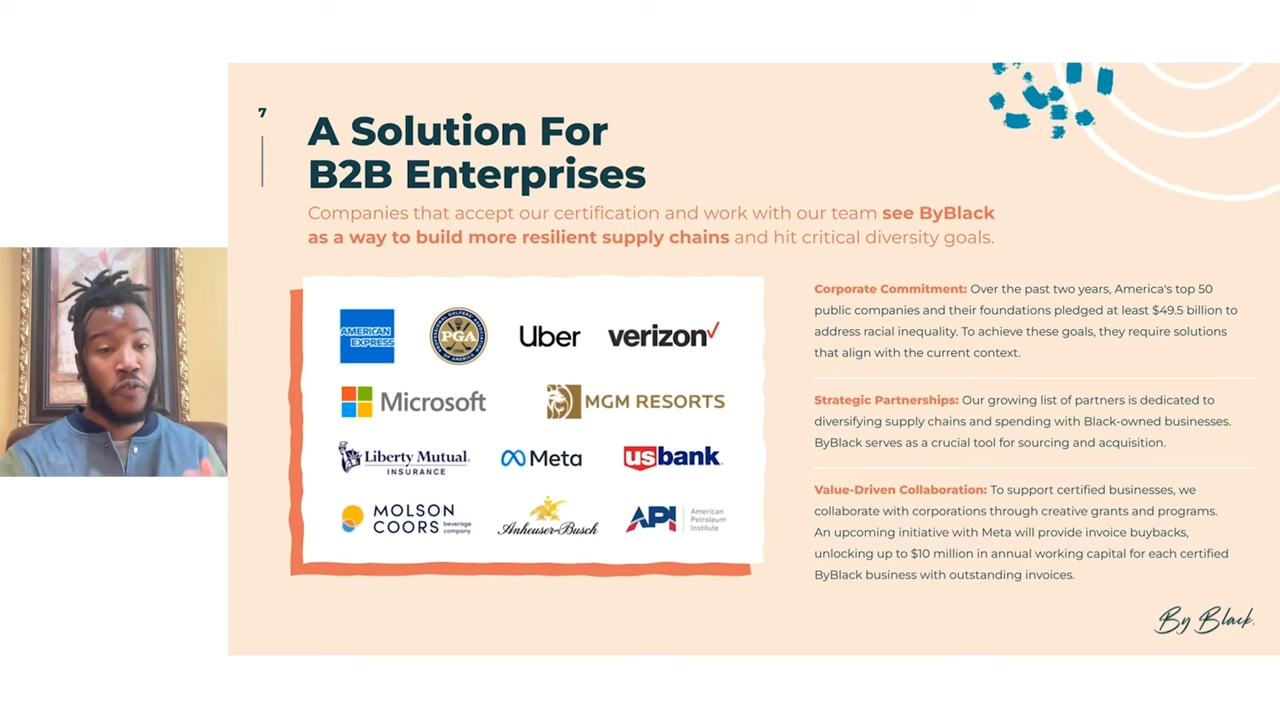 7
A Solution For
B2B Enterprises
Companies that accept our certification and work with our team see ByBlack
as a way to build more resilient supply chains and hit critical diversity goals.
AMERICAN
EXPRESS
PROFESSIONAL GOLFERS ASSOCIATION
PGA
OF AMERICA
Uber
verizon
Microsoft
MGM RESORTS
Liberty Mutual.
INSURANCE
Meta
usbank
MOLSON
COORS beverage
company
Anheuser-Busch
API American
Petroleum
Institute
Corporate Commitment: Over the past two years, America's top 50
public companies and their foundations pledged at least $49.5 billion to
address racial inequality. To achieve these goals, they require solutions
that align with the current context.
Strategic Partnerships: Our growing list of partners is dedicated to
diversifying supply chains and spending with Black-owned businesses.
ByBlack serves as a crucial tool for sourcing and acquisition.
Value-Driven Collaboration: To support certified businesses, we
collaborate with corporations through creative grants and programs.
An upcoming initiative with Meta will provide invoice buybacks,
unlocking up to $10 million in annual working capital for each certified
ByBlack business with outstanding invoices.
By Black.